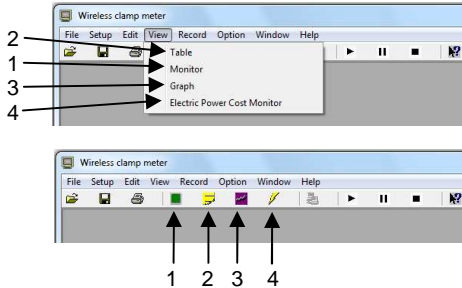 Wireless clamp meter
File Setup Edit View Record Option Window Help
2 Table
1 Monitor
3 Graph
4 Electric Power Cost Monitor
Wireless clamp meter
File Setup Edit View Record Option Window Help
1 2 3 4